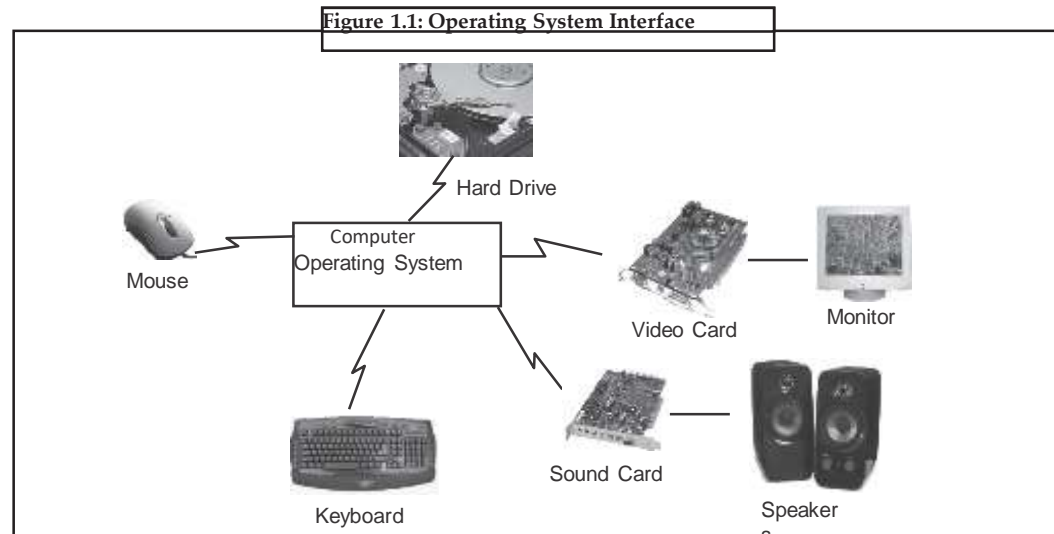 Figure 1.1: Operating System Interface
Hard Drive
Computer
Operating System
Mouse
Video Card
Monitor
Sound Card
Keyboard
Speaker